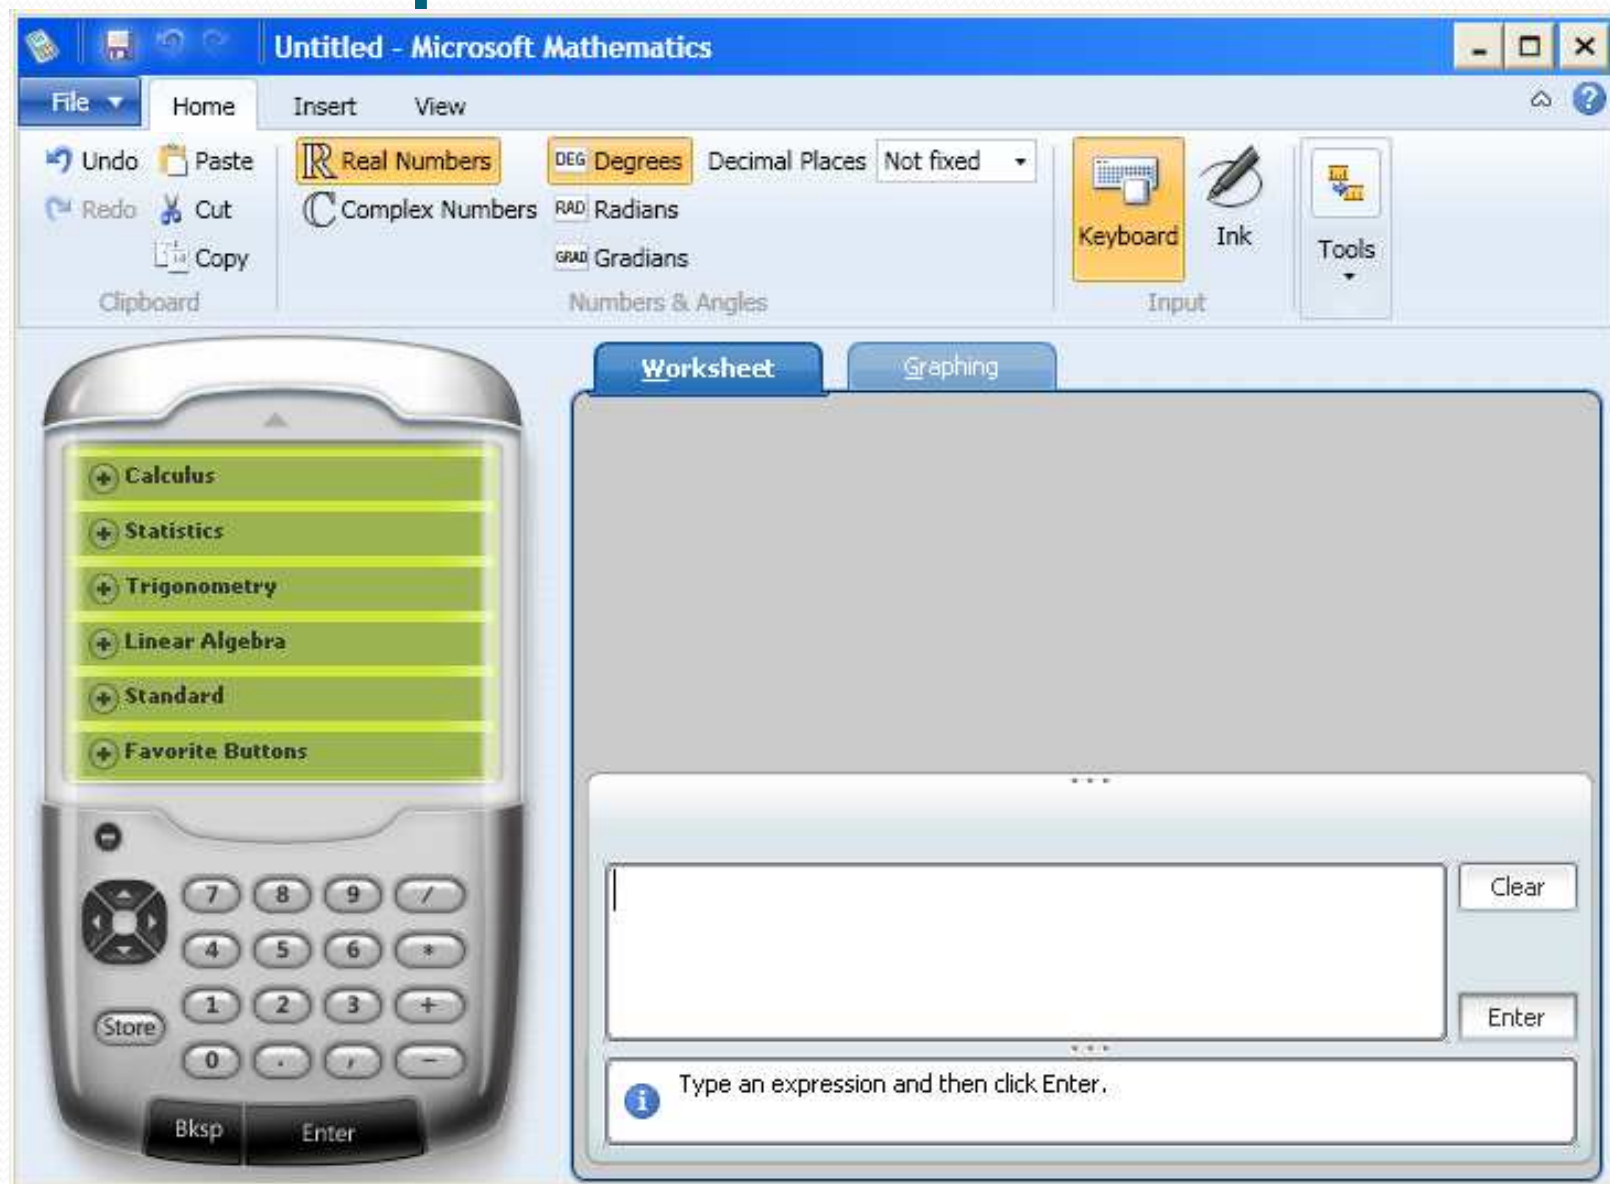 Untitled - Microsoft Mathematics
File Home Insert View
Undo Paste Real Numbers DEG Degrees Decimal Places Not fixed
Redo Cut Complex Numbers RAD Radians
Copy GRAD Gradians
Keyboard Ink Tools
Clipboard Numbers & Angles Input
Worksheet Graphing
Calculus
Statistics
Trigonometry
Linear Algebra
Standard
Favorite Buttons
7 8 9 /
4 5 6 *
1 2 3 +
Store
0 . , −
Bksp Enter
Clear
Enter
Type an expression and then click Enter.